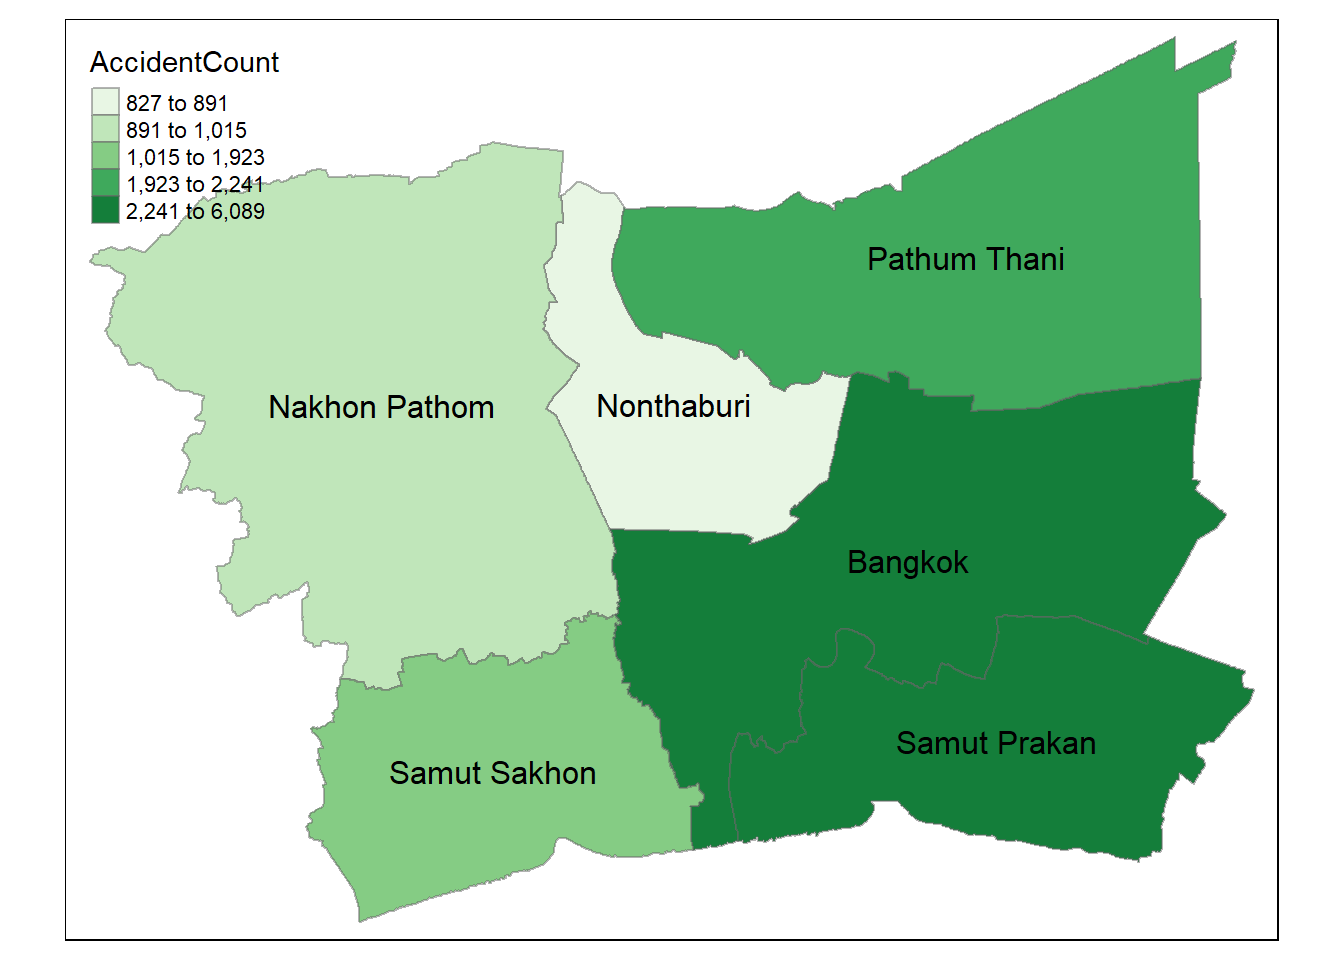 AccidentCount
827 to 891
891 to 1,015
1,015 to 1,923
1,923 to 2,241
2,241 to 6,089
Pathum Thani
Nakhon Pathom
Nonthaburi
Bangkok
Samut Prakan
Samut Sakhon